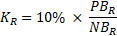 K_R = 10% × PB_R / NB_R